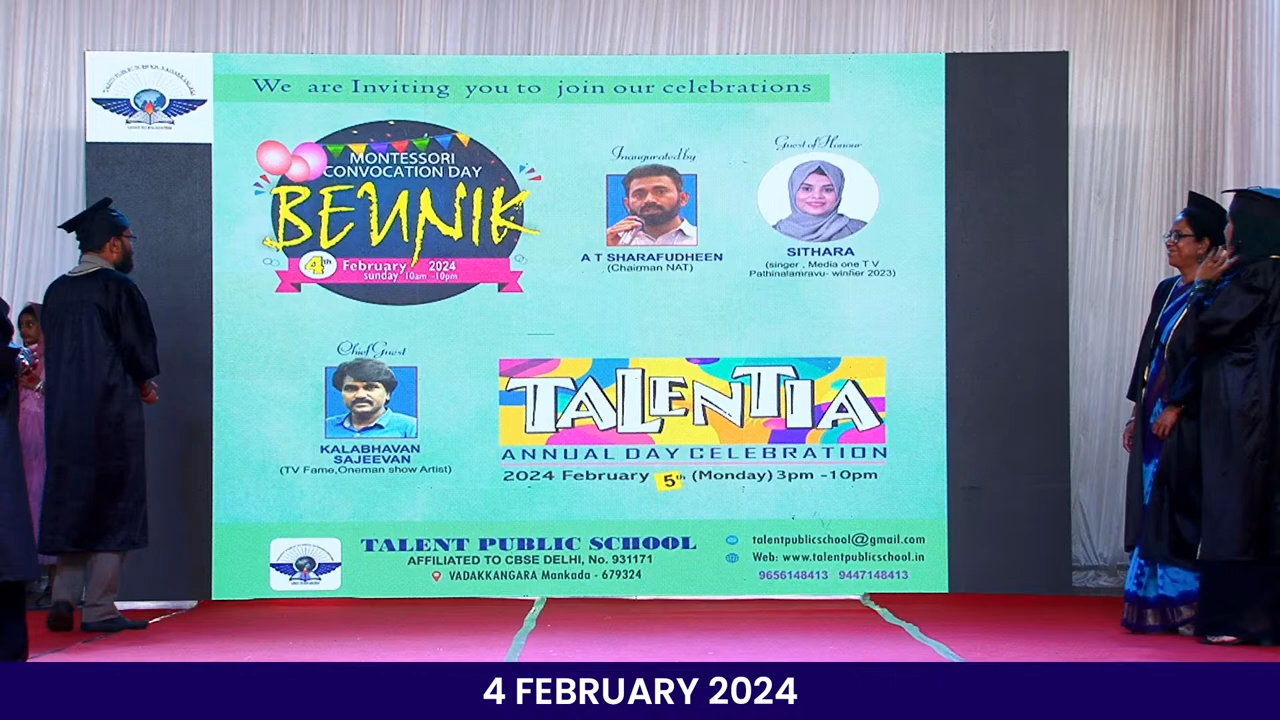 TALENT PUBLIC SCHOOL VADAKKANGARA
We are Inviting you to join our celebrations
MONTESSORI
CONVOCATION DAY
BEUNIK
4th February 2024
sunday 10am -10pm
Inaugurated by
A T SHARAFUDHEEN
(Chairman NAT)
Guest of Honour
SITHARA
(singer , Media one T V
Pathinalamravu- winner 2023)
Chief Guest
KALABHAVAN
SAJEEVAN
(TV Fame,Oneman show Artist)
TALENTIA
ANNUAL DAY CELEBRATION
2024 February 5th (Monday) 3pm -10pm
TALENT PUBLIC SCHOOL
AFFILIATED TO CBSE DELHI, No. 931171
VADAKKANGARA Mankada - 679324
talentpublicschool@gmail.com
Web: www.talentpublicschool.in
9656148413 9447148413
4 FEBRUARY 2024